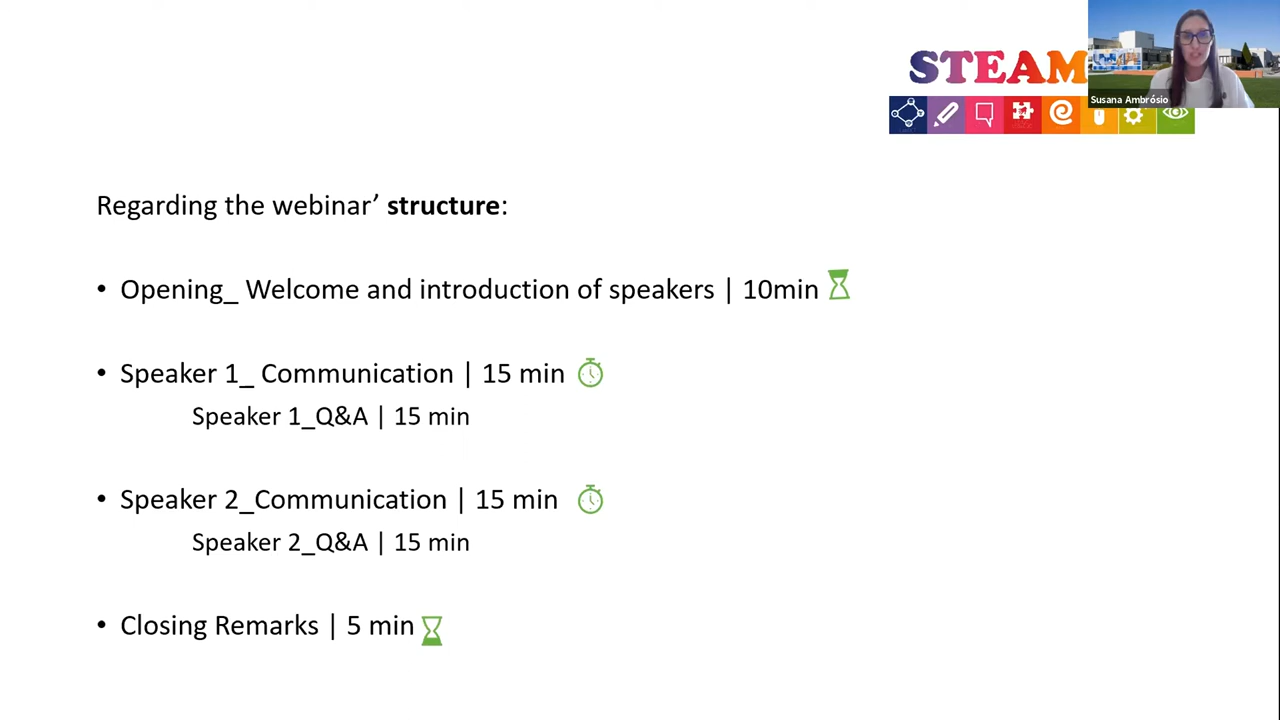 STEAM
Susana Ambrósio
Regarding the webinar’ structure:
• Opening_ Welcome and introduction of speakers | 10min
• Speaker 1_ Communication | 15 min
Speaker 1_Q&A | 15 min
• Speaker 2_Communication | 15 min
Speaker 2_Q&A | 15 min
• Closing Remarks | 5 min